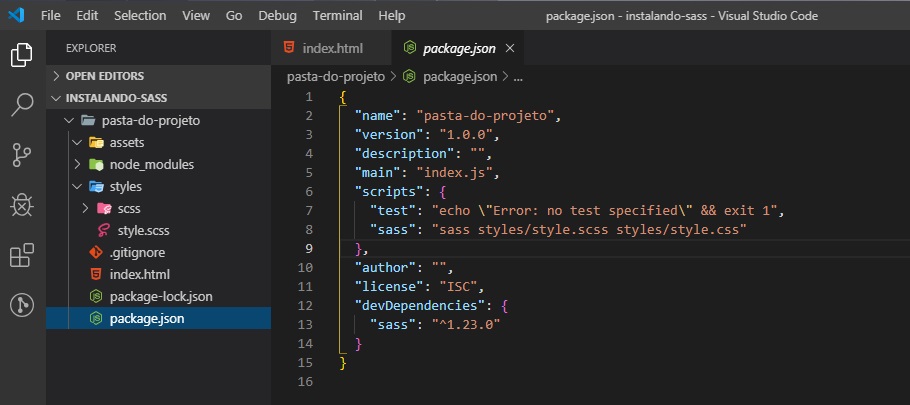 File Edit Selection View Go Debug Terminal Help package.json - instalando-sass - Visual Studio Code
EXPLORER
OPEN EDITORS
INSTALANDO-SASS
pasta-do-projeto
assets
node_modules
styles
scss
style.scss
.gitignore
index.html
package-lock.json
package.json
index.html package.json
pasta-do-projeto > package.json > ...
1 {
2 "name": "pasta-do-projeto",
3 "version": "1.0.0",
4 "description": "",
5 "main": "index.js",
6 "scripts": {
7 "test": "echo \"Error: no test specified\" && exit 1",
8 "sass": "sass styles/style.scss styles/style.css"
9 },
10 "author": "",
11 "license": "ISC",
12 "devDependencies": {
13 "sass": "^1.23.0"
14 }
15 }
16